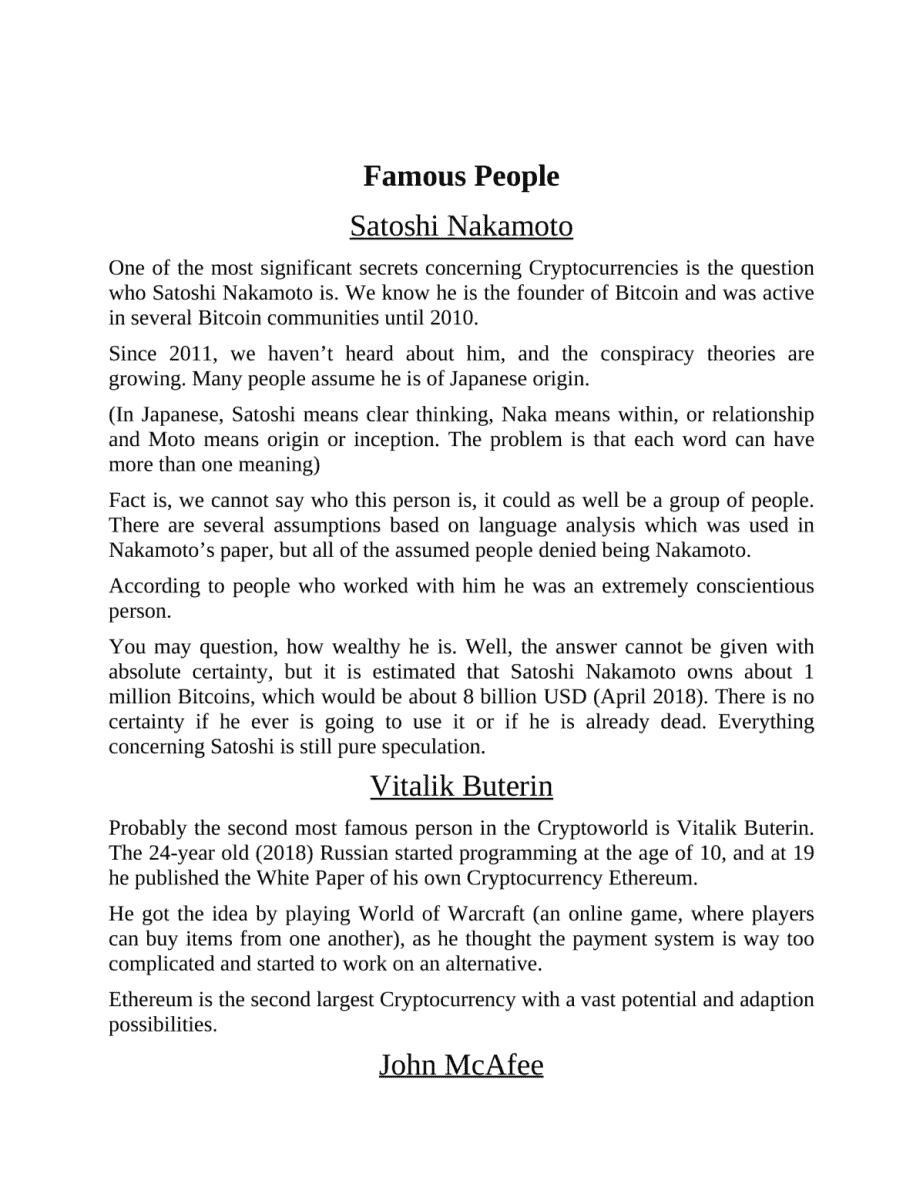 Famous People
Satoshi Nakamoto
One of the most significant secrets concerning Cryptocurrencies is the question
who Satoshi Nakamoto is. We know he is the founder of Bitcoin and was active
in several Bitcoin communities until 2010.
Since 2011, we haven’t heard about him, and the conspiracy theories are
growing. Many people assume he is of Japanese origin.
(In Japanese, Satoshi means clear thinking, Naka means within, or relationship
and Moto means origin or inception. The problem is that each word can have
more than one meaning)
Fact is, we cannot say who this person is, it could as well be a group of people.
There are several assumptions based on language analysis which was used in
Nakamoto’s paper, but all of the assumed people denied being Nakamoto.
According to people who worked with him he was an extremely conscientious
person.
You may question, how wealthy he is. Well, the answer cannot be given with
absolute certainty, but it is estimated that Satoshi Nakamoto owns about 1
million Bitcoins, which would be about 8 billion USD (April 2018). There is no
certainty if he ever is going to use it or if he is already dead. Everything
concerning Satoshi is still pure speculation.
Vitalik Buterin
Probably the second most famous person in the Cryptoworld is Vitalik Buterin.
The 24-year old (2018) Russian started programming at the age of 10, and at 19
he published the White Paper of his own Cryptocurrency Ethereum.
He got the idea by playing World of Warcraft (an online game, where players
can buy items from one another), as he thought the payment system is way too
complicated and started to work on an alternative.
Ethereum is the second largest Cryptocurrency with a vast potential and adaption
possibilities.
John McAfee